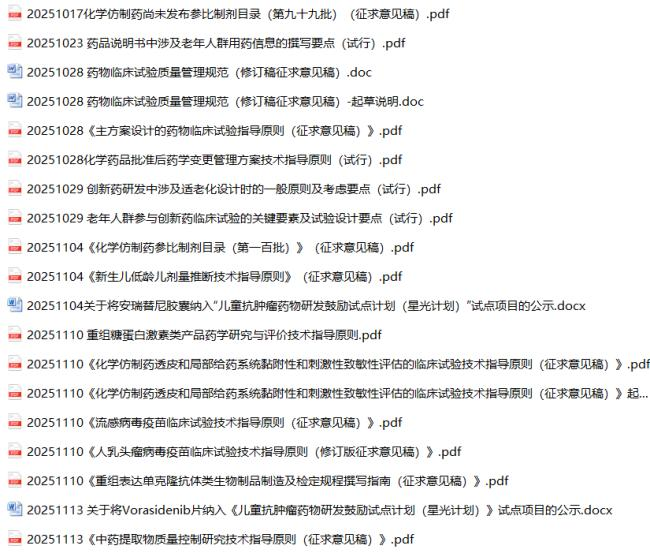 20251017化学仿制药尚未发布参比制剂目录（第九十九批）（征求意见稿）.pdf
20251023 药品说明书中涉及老年人群用药信息的撰写要点（试行）.pdf
20251028 药物临床试验质量管理规范（修订稿征求意见稿）.doc
20251028 药物临床试验质量管理规范（修订稿征求意见稿）-起草说明.doc
20251028《主方案设计的药物临床试验指导原则（征求意见稿）》.pdf
20251028化学药品批准后药学变更管理方案技术指导原则（试行）.pdf
20251029 创新药研发中涉及适老化设计时的一般原则及考虑要点（试行）.pdf
20251029 老年人群参与创新药临床试验的关键要素及试验设计要点（试行）.pdf
20251104《化学仿制药参比制剂目录（第一百批）》（征求意见稿）.pdf
20251104《新生儿低龄儿剂量推断技术指导原则》（征求意见稿）.pdf
20251104关于将安瑞替尼胶囊纳入“儿童抗肿瘤药物研发鼓励试点计划（星光计划）”试点项目的公示.docx
20251110 重组糖蛋白激素类产品药学研究与评价技术指导原则.pdf
20251110《化学仿制药透皮和局部给药系统黏附性和刺激性致敏性评估的临床试验技术指导原则（征求意见稿）》.pdf
20251110《化学仿制药透皮和局部给药系统黏附性和刺激性致敏性评估的临床试验技术指导原则（征求意见稿）》起...
20251110《流感病毒疫苗临床试验技术指导原则（征求意见稿）》.pdf
20251110《人乳头瘤病毒疫苗临床试验技术指导原则（修订版征求意见稿）》.pdf
20251110《重组表达单克隆抗体类生物制品制造及检定规程撰写指南（征求意见稿）》.pdf
20251113 关于将Vorasidenib片纳入《儿童抗肿瘤药物研发鼓励试点计划（星光计划）》试点项目的公示.docx
20251113《中药提取物质量控制研究技术指导原则（征求意见稿）》.pdf